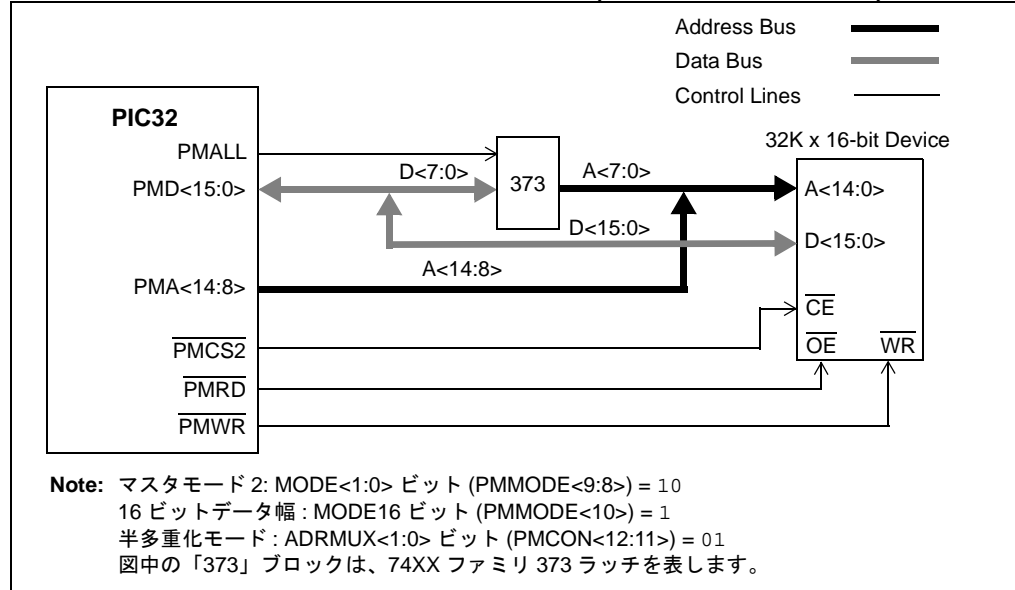 Address Bus
Data Bus
Control Lines
PIC32
32K x 16-bit Device
PMALL
D<7:0>
373
A<7:0>
PMD<15:0>
A<14:0>
D<15:0>
D<15:0>
A<14:8>
PMA<14:8>
CE
PMCS2
OE
WR
PMRD
PMWR
Note: マスタモード 2: MODE<1:0> ビット (PMMODE<9:8>) = 10
16 ビットデータ幅 : MODE16 ビット (PMMODE<10>) = 1
半多重化モード : ADRMUX<1:0> ビット (PMCON<12:11>) = 01
図中の「373」ブロックは、74XX ファミリ 373 ラッチを表します。